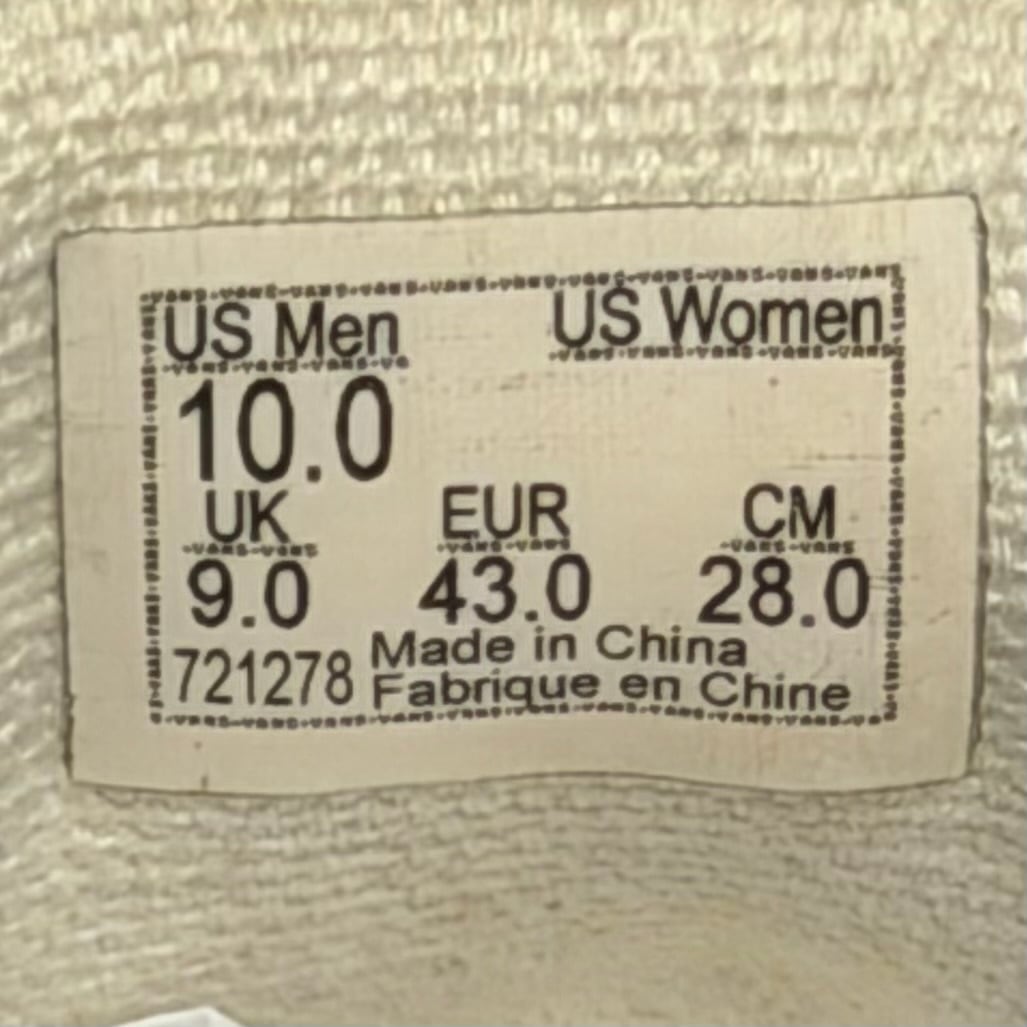 US Men US Women
10.0
UK EUR CM
9.0 43.0 28.0
721278 Made in China
Fabrique en Chine